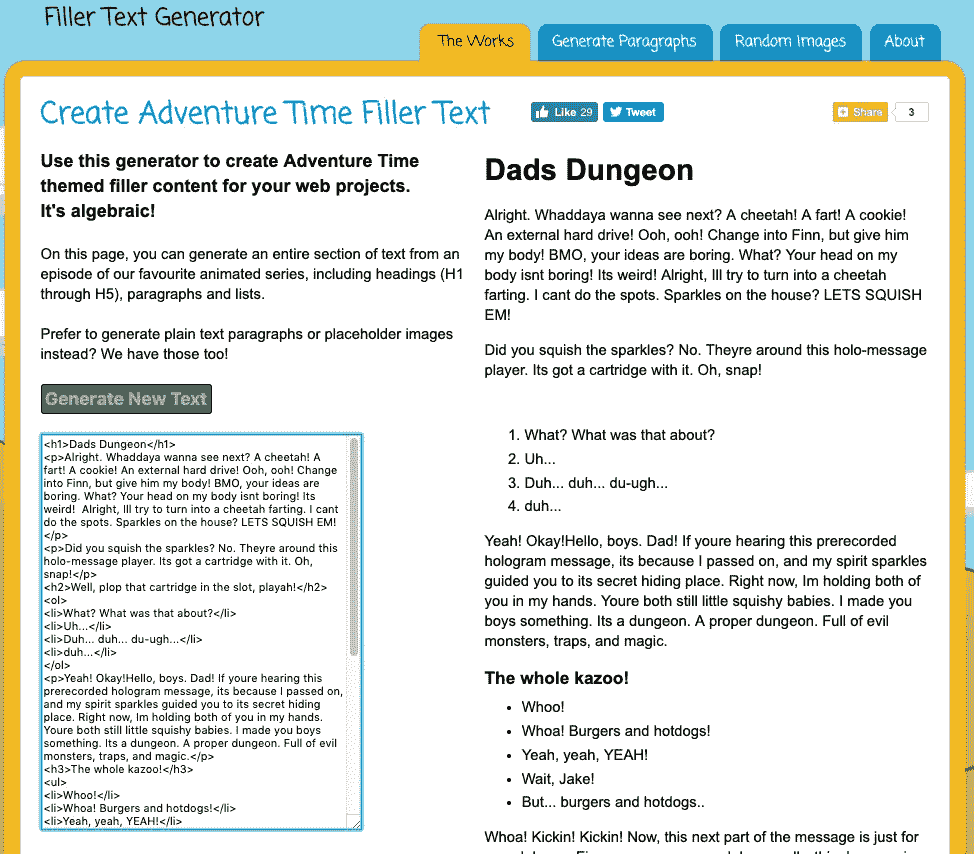 Filler Text Generator
The Works
Generate Paragraphs
Random Images
About
Create Adventure Time Filler Text
Like 29
Tweet
Share
3
Use this generator to create Adventure Time
themed filler content for your web projects.
It's algebraic!
On this page, you can generate an entire section of text from an
episode of our favourite animated series, including headings (H1
through H5), paragraphs and lists.
Prefer to generate plain text paragraphs or placeholder images
instead? We have those too!
Generate New Text
<h1>Dads Dungeon</h1>
<p>Alright. Whaddaya wanna see next? A cheetah! A
fart! A cookie! An external hard drive! Ooh, ooh! Change
into Finn, but give him my body! BMO, your ideas are
boring. What? Your head on my body isnt boring! Its
weird!  Alright, Ill try to turn into a cheetah farting. I cant
do the spots. Sparkles on the house? LETS SQUISH EM!
</p>
<p>Did you squish the sparkles? No. Theyre around this
holo-message player. Its got a cartridge with it. Oh,
snap!</p>
<h2>Well, plop that cartridge in the slot, playah!</h2>
<ol>
<li>What? What was that about?</li>
<li>Uh...</li>
<li>Duh... duh... du-ugh...</li>
<li>duh...</li>
</ol>
<p>Yeah! Okay!Hello, boys. Dad! If youre hearing this
prerecorded hologram message, its because I passed on,
and my spirit sparkles guided you to its secret hiding
place. Right now, Im holding both of you in my hands.
Youre both still little squishy babies. I made you boys
something. Its a dungeon. A proper dungeon. Full of evil
monsters, traps, and magic.</p>
<h3>The whole kazoo!</h3>
<ul>
<li>Whoo!</li>
<li>Whoa! Burgers and hotdogs!</li>
<li>Yeah, yeah, YEAH!</li>
Dads Dungeon
Alright. Whaddaya wanna see next? A cheetah! A fart! A cookie!
An external hard drive! Ooh, ooh! Change into Finn, but give him
my body! BMO, your ideas are boring. What? Your head on my
body isnt boring! Its weird! Alright, Ill try to turn into a cheetah
farting. I cant do the spots. Sparkles on the house? LETS SQUISH
EM!
Did you squish the sparkles? No. Theyre around this holo-message
player. Its got a cartridge with it. Oh, snap!
1. What? What was that about?
2. Uh...
3. Duh... duh... du-ugh...
4. duh...
Yeah! Okay!Hello, boys. Dad! If youre hearing this prerecorded
hologram message, its because I passed on, and my spirit sparkles
guided you to its secret hiding place. Right now, Im holding both of
you in my hands. Youre both still little squishy babies. I made you
boys something. Its a dungeon. A proper dungeon. Full of evil
monsters, traps, and magic.
The whole kazoo!
• Whoo!
• Whoa! Burgers and hotdogs!
• Yeah, yeah, YEAH!
• Wait, Jake!
• But... burgers and hotdogs..
Whoa! Kickin! Kickin! Now, this next part of the message is just for